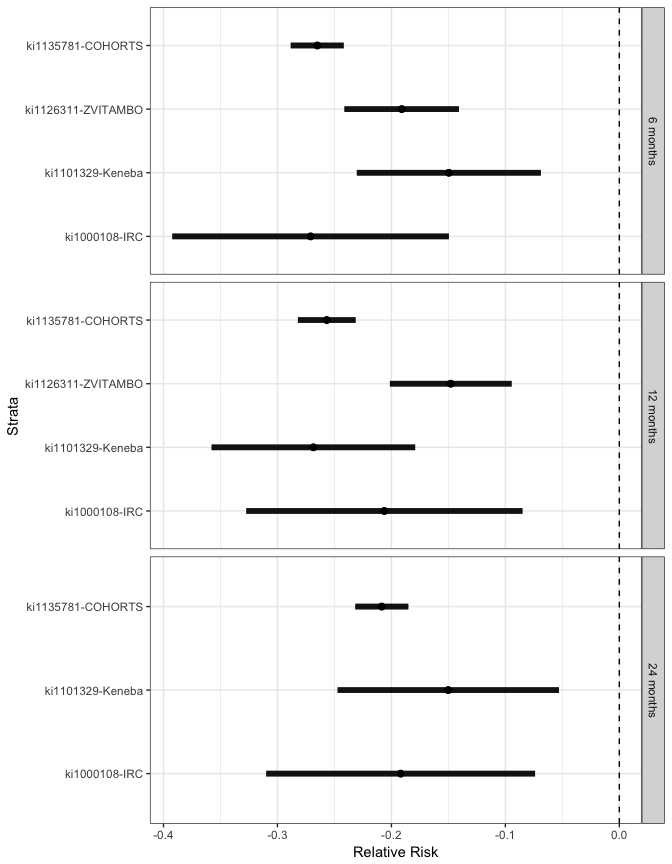 ki1135781-COHORTS
ki1126311-ZVITAMBO
ki1101329-Keneba
ki1000108-IRC
6 months
ki1135781-COHORTS
ki1126311-ZVITAMBO
ki1101329-Keneba
ki1000108-IRC
12 months
Strata
ki1135781-COHORTS
ki1101329-Keneba
ki1000108-IRC
24 months
-0.4 -0.3 -0.2 -0.1 0.0
Relative Risk